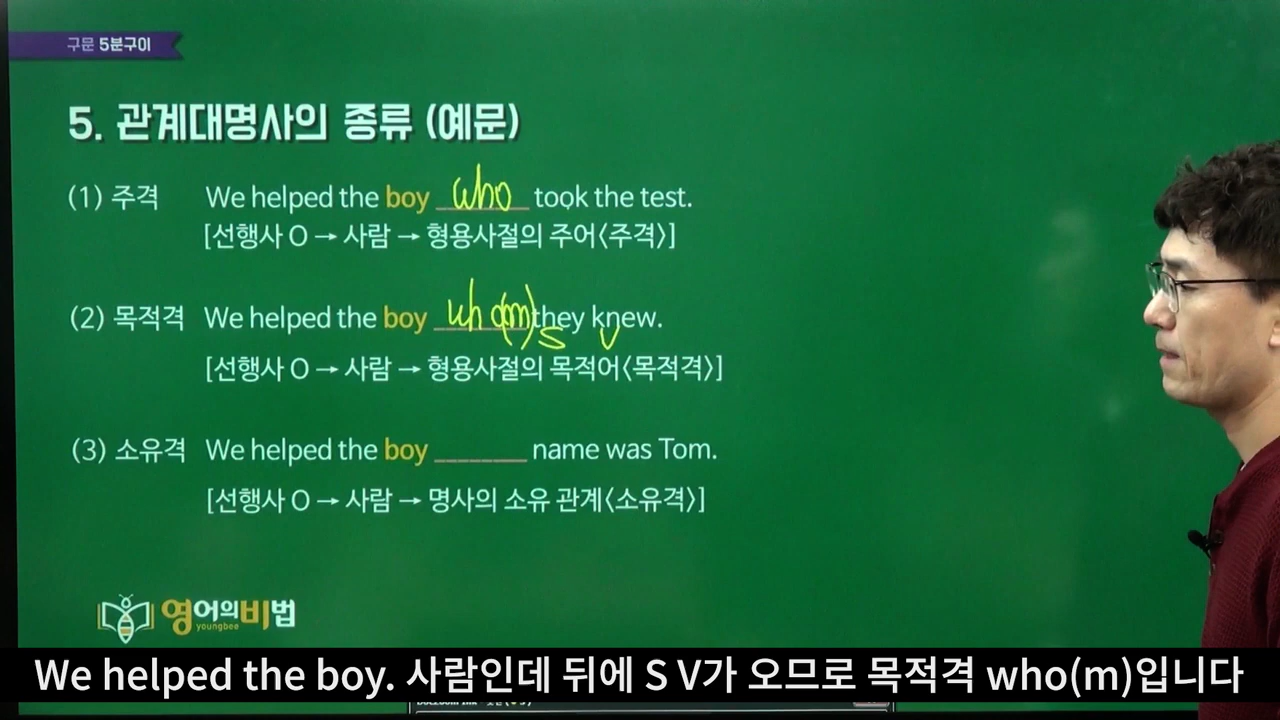 구문 5분구이
5. 관계대명사의 종류 (예문)
(1) 주격 We helped the boy who took the test.
[선행사 O → 사람 → 형용사절의 주어<주격>]
(2) 목적격 We helped the boy who(m) they knew.
S V
[선행사 O → 사람 → 형용사절의 목적어<목적격>]
(3) 소유격 We helped the boy ________ name was Tom.
[선행사 O → 사람 → 명사의 소유 관계<소유격>]
영어의비법
youngbee
We helped the boy. 사람인데 뒤에 S V가 오므로 목적격 who(m)입니다